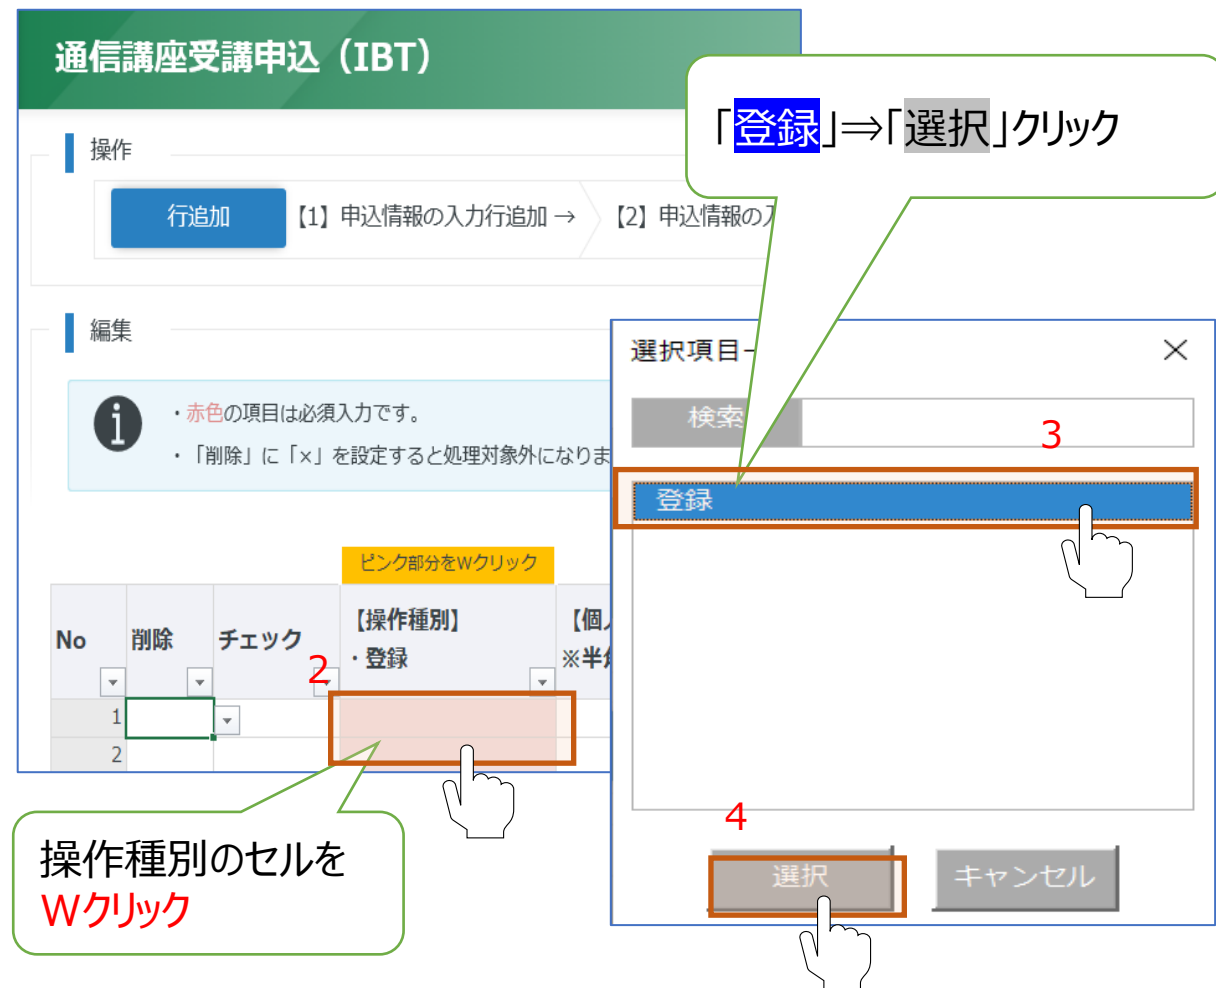 通信講座受講申込（IBT）
「登録」⇒「選択」クリック
操作
行追加
【1】申込情報の入力行追加 →
【2】申込情報の入
編集
・赤色の項目は必須入力です。
・「削除」に「×」を設定すると処理対象外になりま
ピンク部分をWクリック
No
削除
チェック
【操作種別】
・登録
【個
※半
2
1
2
操作種別のセルを
Wクリック
選択項目
検索
3
登録
4
選択
キャンセル